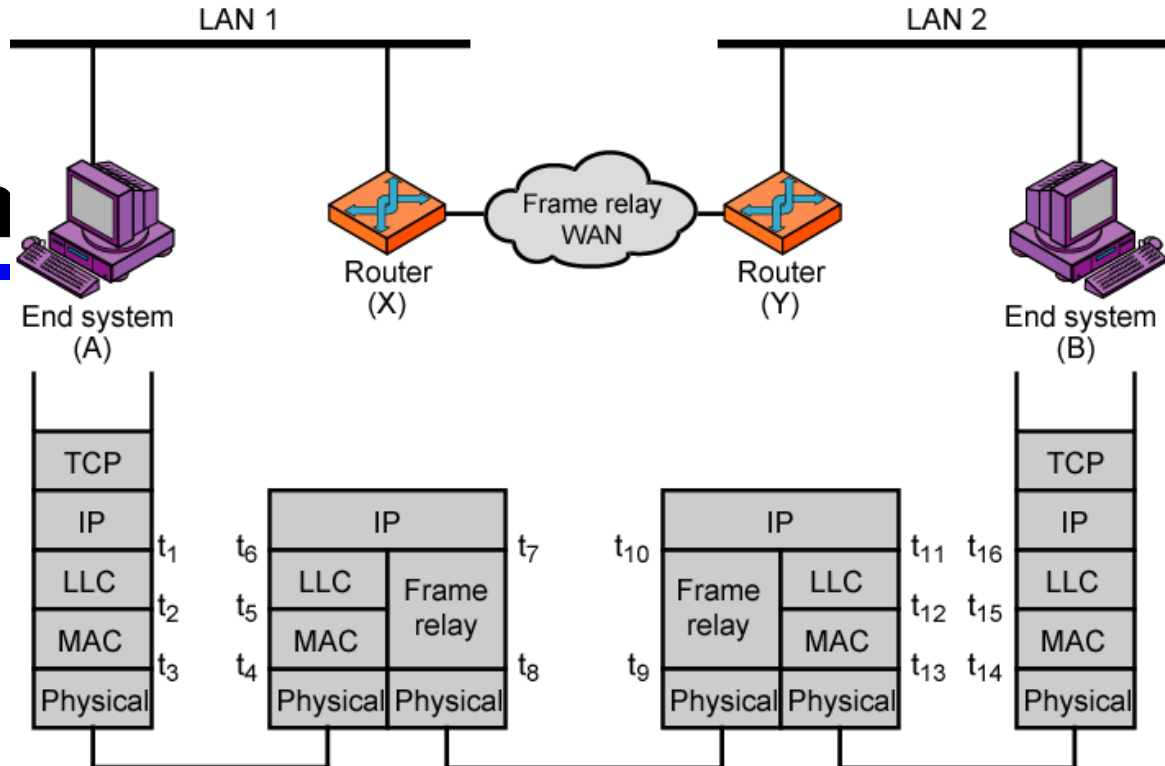 LAN 1
LAN 2
Frame relay
WAN
Router
(X)
Router
(Y)
End system
(A)
End system
(B)
TCP
IP
LLC
MAC
Physical
t1
t2
t3
IP
LLC
MAC
Physical
Frame
relay
Physical
t6
t5
t4
t7
t8
IP
Frame
relay
Physical
LLC
MAC
Physical
t10
t9
t11
t12
t13
TCP
IP
LLC
MAC
Physical
t16
t15
t14